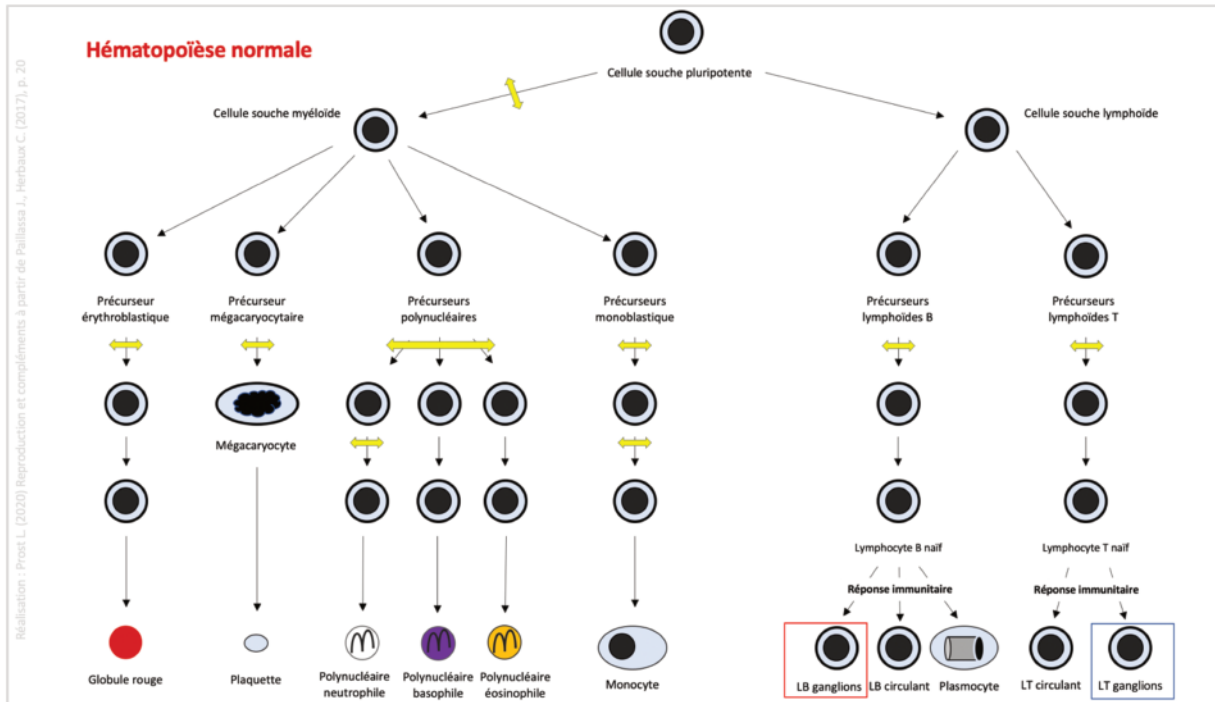 Hématopoïèse normale
Cellule souche pluripotente
Cellule souche myéloïde
Cellule souche lymphoïde
Précurseur
érythroblastique
Précurseur
mégacaryocytaire
Précurseurs
polynucléaires
Précurseurs
monoblastique
Précurseurs
lymphoïdes B
Précurseurs
lymphoïdes T
Mégacaryocyte
Lymphocyte B naïf
Lymphocyte T naïf
Réponse immunitaire
Réponse immunitaire
Globule rouge
Plaquette
Polynucléaire
neutrophile
Polynucléaire
basophile
Polynucléaire
éosinophile
Monocyte
LB ganglions
LB circulant
Plasmocyte
LT circulant
LT ganglions
Réalisation : Prost L. (2020) Reproduction et compléments à partir de Paillassa J., Herbaux C. (2017), p. 20